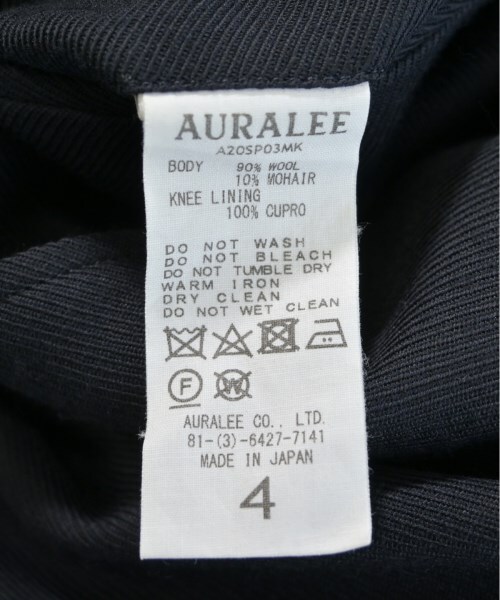 AURALEE
A20SP03MK
BODY 90% WOOL
10% MOHAIR
KNEE LINING
100% CUPRO
DO NOT WASH
DO NOT BLEACH
DO NOT TUMBLE DRY
WARM IRON
DRY CLEAN
DO NOT WET CLEAN
F W
AURALEE CO., LTD.
81-(3)-6427-7141
MADE IN JAPAN
4